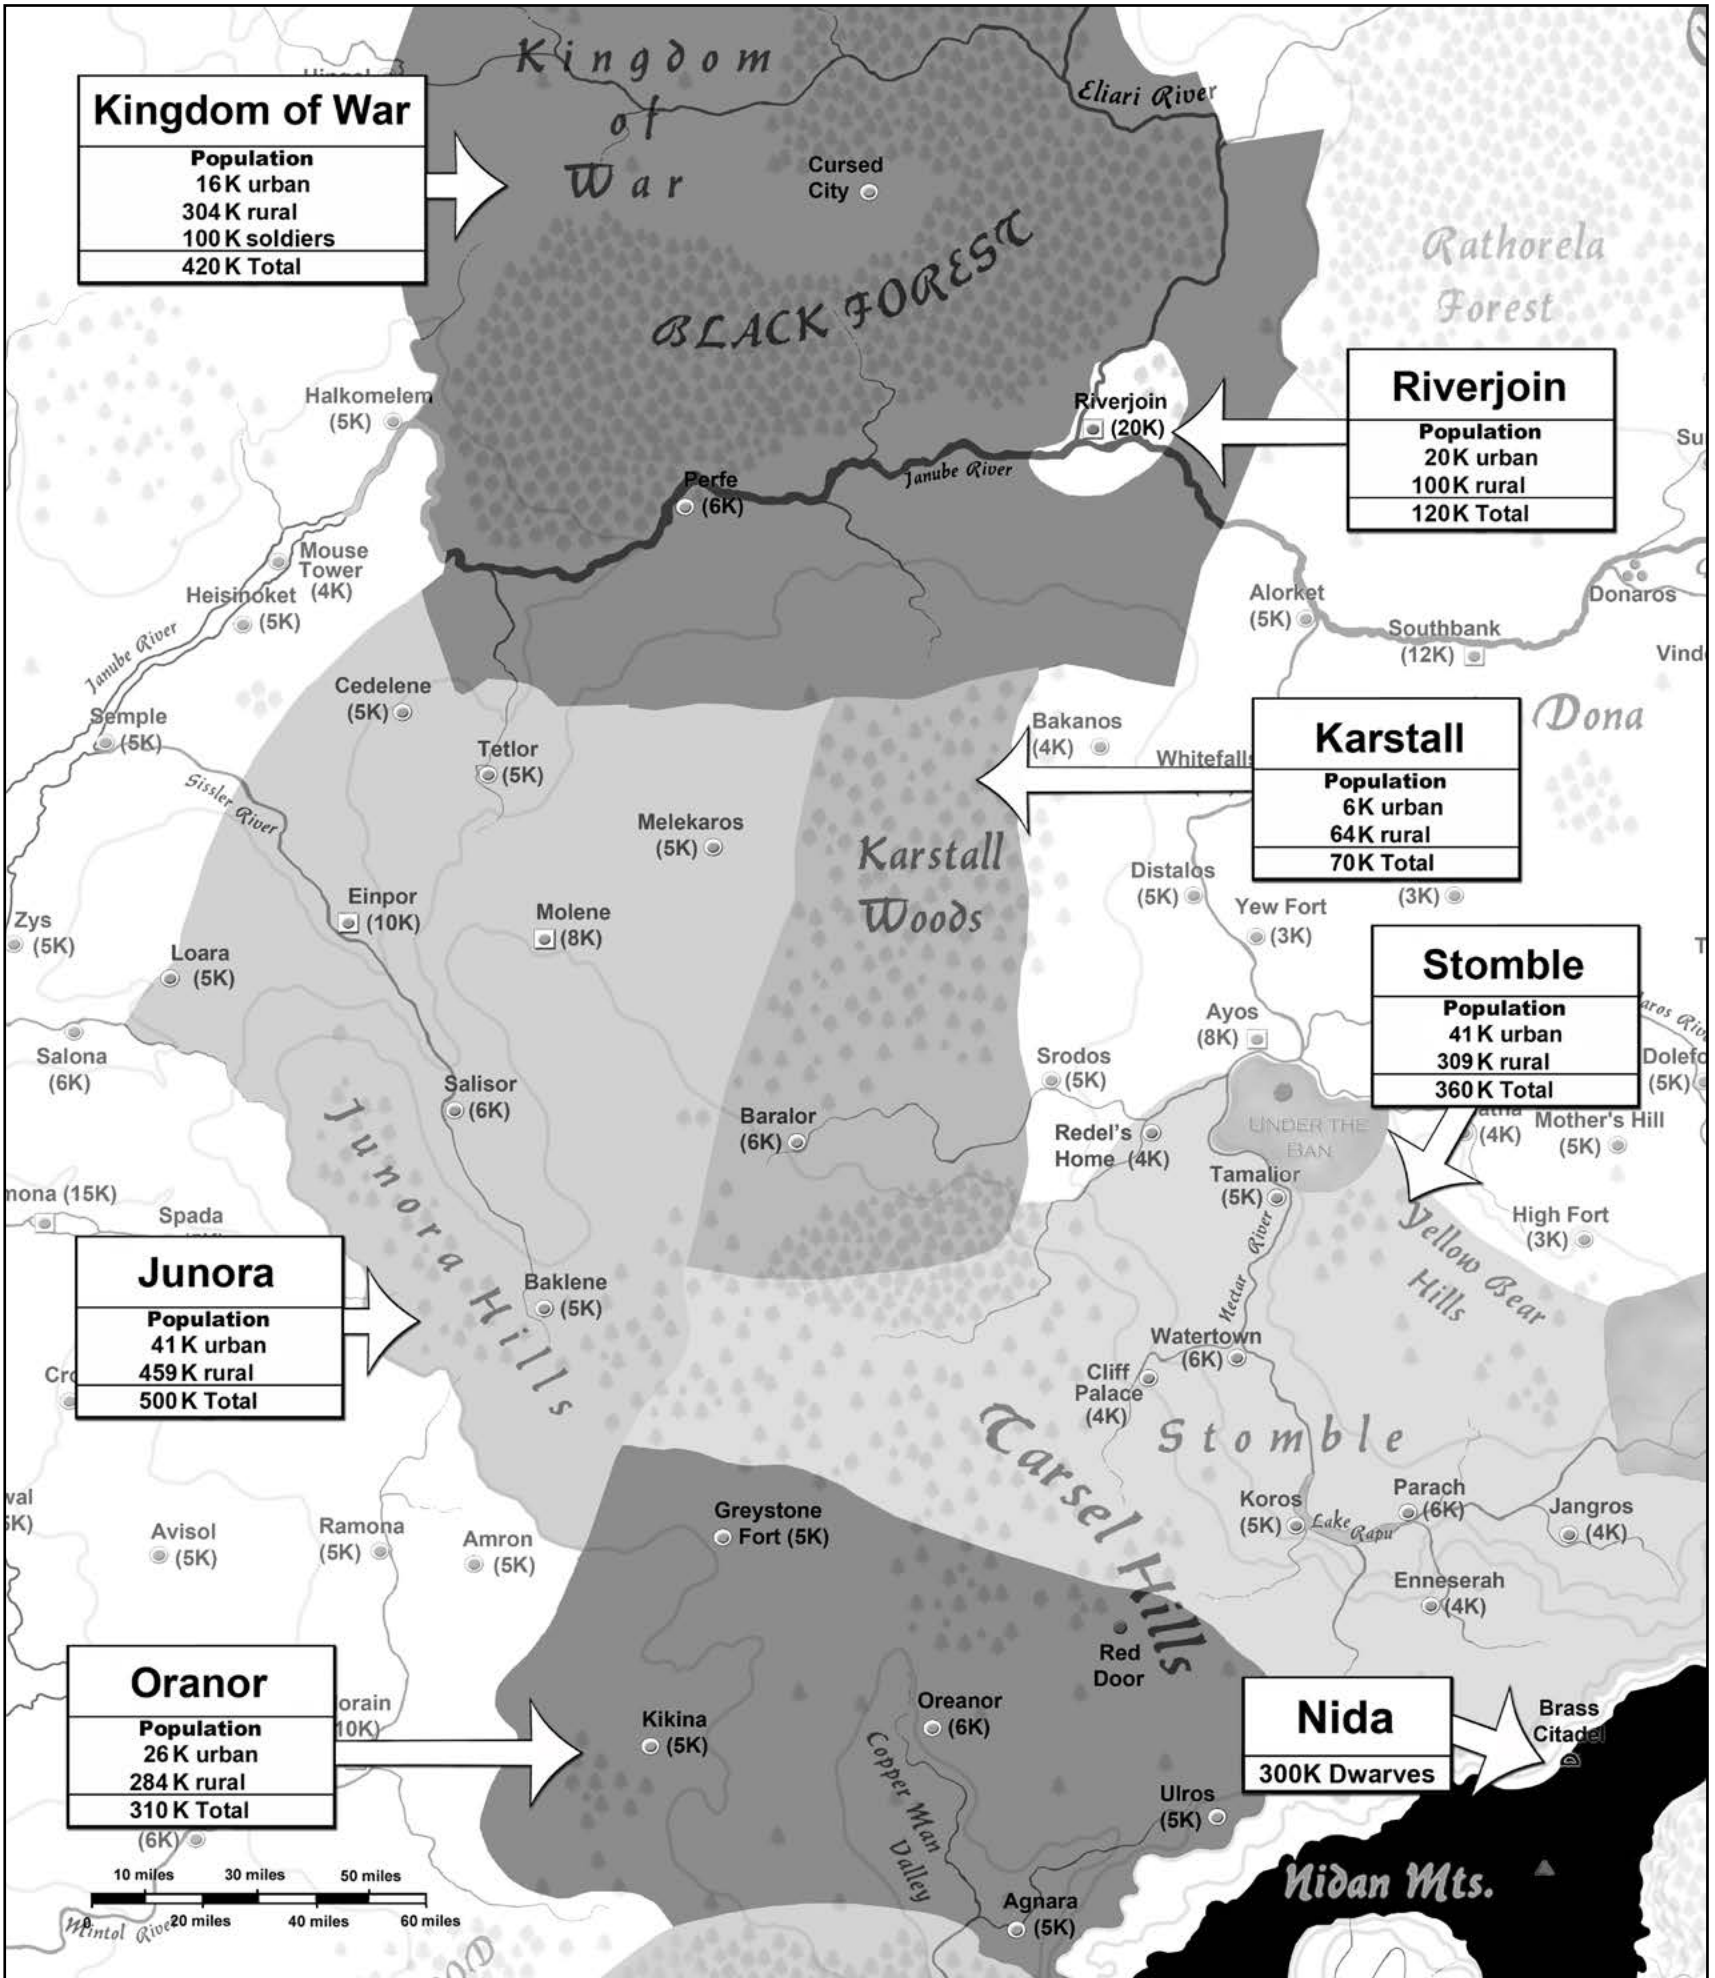 Kingdom
of
War
Eliari River
Kingdom of War
Population
16K urban
304K rural
100K soldiers
420K Total
Cursed
City
BLACK FOREST
Rathorela
Forest
Halkomelem
(5K)
Riverjoin
(20K)
Riverjoin
Population
20K urban
100K rural
120K Total
Janube River
Perfe
(6K)
Mouse
Tower
(4K)
Heisinoket
(5K)
Janube River
Alorket
(5K)
Donaros
Southbank
(12K)
Dona
Cedelene
(5K)
Semple
(5K)
Tetlor
(5K)
Bakanos
(4K)
Whitefalls
Karstall
Population
6K urban
64K rural
70K Total
Sissler River
Melekaros
(5K)
Karstall
Woods
Distalos
(5K)
(3K)
Yew Fort
(3K)
Einpor
(10K)
Molene
(8K)
Zys
(5K)
Loara
(5K)
Stomble
Population
41K urban
309K rural
360K Total
Ayos
(8K)
Salona
(6K)
Srodos
(5K)
(5K)
Salisor
(6K)
Baralor
(6K)
Redel's
Home (4K)
UNDER THE
BAN
(4K)
Mother's Hill
(5K)
Junora Hills
Tamalior
(5K)
(15K)
Spada
Yellow Bear
Hills
High Fort
(3K)
Nectar River
Junora
Population
41K urban
459K rural
500K Total
Baklene
(5K)
Watertown
(6K)
Cliff
Palace
(4K)
Stomble
Tarsel Hills
Greystone
Fort (5K)
Koros
(5K)
Lake
Rapu
Parach
(6K)
Jangros
(4K)
Avisol
(5K)
Ramona
(5K)
Amron
(5K)
Enneserah
(4K)
Red
Door
Oranor
Population
26K urban
284K rural
310K Total
(6K)
Kikina
(5K)
Oreanor
(6K)
Copper Man
Valley
Ulros
(5K)
Nida
300K Dwarves
Brass
Citadel
Agnara
(5K)
Nidan Mts.
10 miles
30 miles
50 miles
0
20 miles
40 miles
60 miles
Mintol River